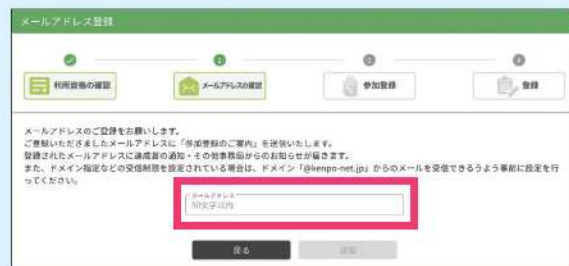 メールアドレス登録
利用資格の確認
メールアドレスの確認
参加登録
登録
メールアドレスのご登録をお願いします。
ご登録いただきましたメールアドレスに「参加登録のご案内」を送信いたします。
登録されたメールアドレスに達成賞の通知・その他事務局からのお知らせが届きます。
また、ドメイン指定などの受信制限を設定されている場合は、ドメイン「@kenpo-net.jp」からのメールを受信できるよう事前に設定を行
ってください。
メールアドレス
50文字以内
戻る
送信